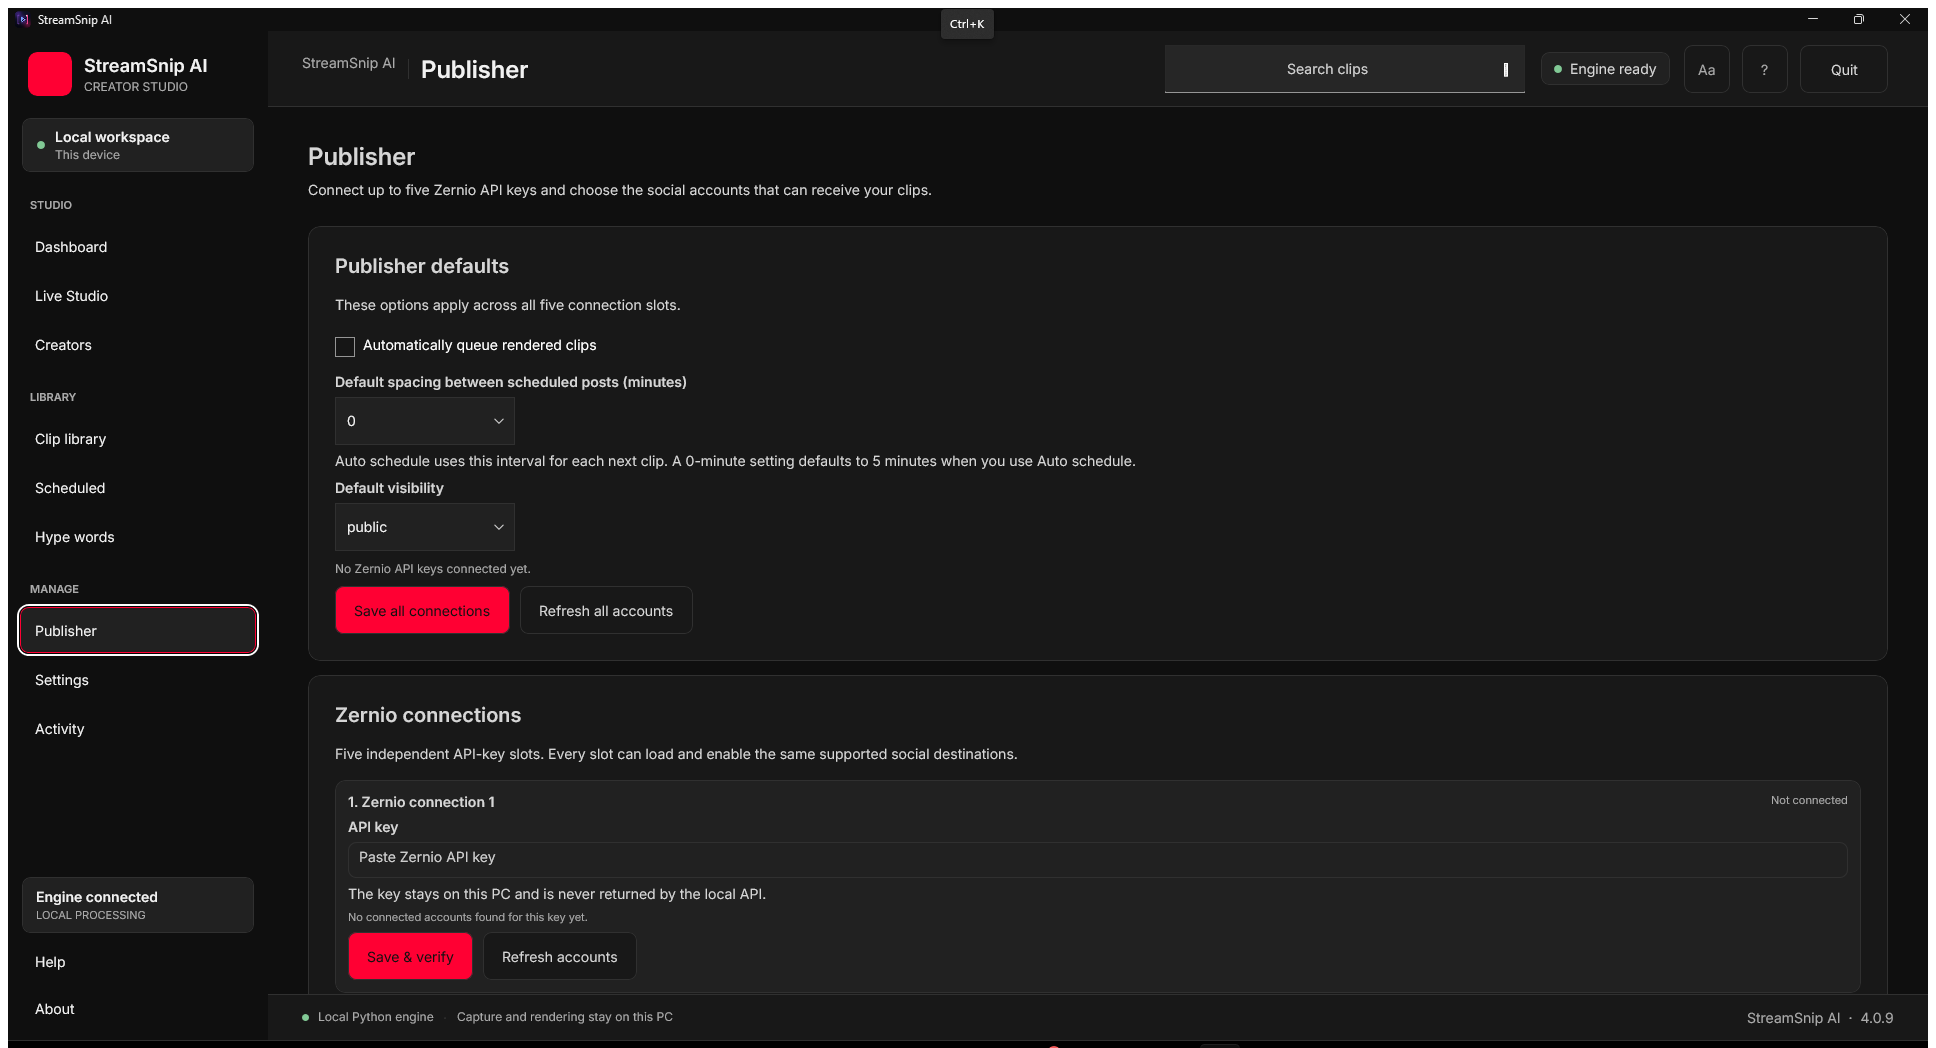 StreamSnip AI
Ctrl+K
StreamSnip AI
CREATOR STUDIO
StreamSnip AI
Publisher
Search clips
Engine ready
Aa
?
Quit
Local workspace
This device
STUDIO
Dashboard
Live Studio
Creators
LIBRARY
Clip library
Scheduled
Hype words
MANAGE
Publisher
Settings
Activity
Engine connected
LOCAL PROCESSING
Help
About
Publisher
Connect up to five Zernio API keys and choose the social accounts that can receive your clips.
Publisher defaults
These options apply across all five connection slots.
Automatically queue rendered clips
Default spacing between scheduled posts (minutes)
0
Auto schedule uses this interval for each next clip. A 0-minute setting defaults to 5 minutes when you use Auto schedule.
Default visibility
public
No Zernio API keys connected yet.
Save all connections
Refresh all accounts
Zernio connections
Five independent API-key slots. Every slot can load and enable the same supported social destinations.
1. Zernio connection 1
Not connected
API key
Paste Zernio API key
The key stays on this PC and is never returned by the local API.
No connected accounts found for this key yet.
Save & verify
Refresh accounts
Local Python engine · Capture and rendering stay on this PC
StreamSnip AI · 4.0.9